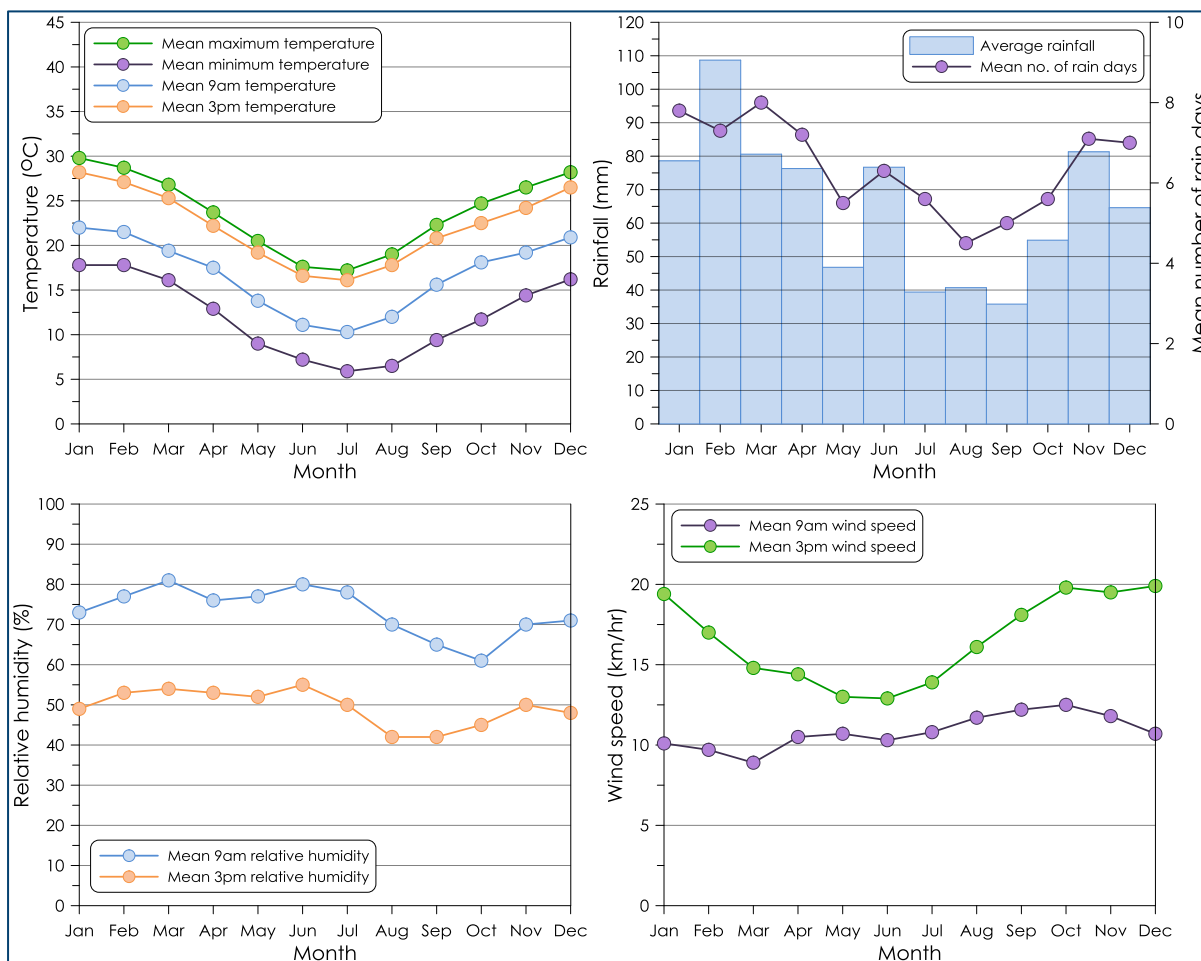 45
40
35
30
25
20
15
10
5
0
Temperature (ºC)
Mean maximum temperature
Mean minimum temperature
Mean 9am temperature
Mean 3pm temperature
Jan Feb Mar Apr May Jun Jul Aug Sep Oct Nov Dec
Month
120
110
100
90
80
70
60
50
40
30
20
10
0
Rainfall (mm)
Average rainfall
Mean no. of rain days
10
8
6
4
2
0
Mean number of rain days
Jan Feb Mar Apr May Jun Jul Aug Sep Oct Nov Dec
Month
100
90
80
70
60
50
40
30
20
10
0
Relative humidity (%)
Mean 9am relative humidity
Mean 3pm relative humidity
Jan Feb Mar Apr May Jun Jul Aug Sep Oct Nov Dec
Month
25
20
15
10
5
0
Wind speed (km/hr)
Mean 9am wind speed
Mean 3pm wind speed
Jan Feb Mar Apr May Jun Jul Aug Sep Oct Nov Dec
Month